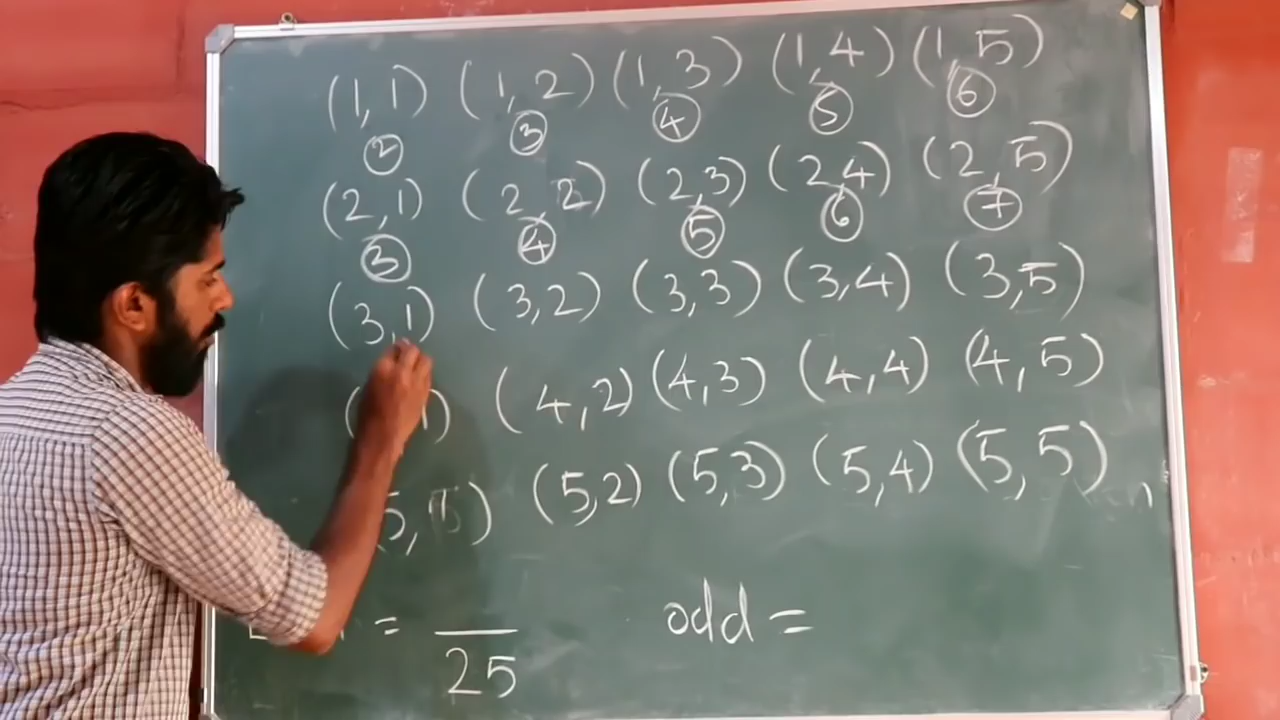 (1,1) (1,2) (1,3) (1,4) (1,5)
2 3 4 5 6
(2,1) (2,2) (2,3) (2,4) (2,5)
3 4 5 6 7
(3,1) (3,2) (3,3) (3,4) (3,5)
(4,2) (4,3) (4,4) (4,5)
(5,2) (5,3) (5,4) (5,5)
= odd =
25